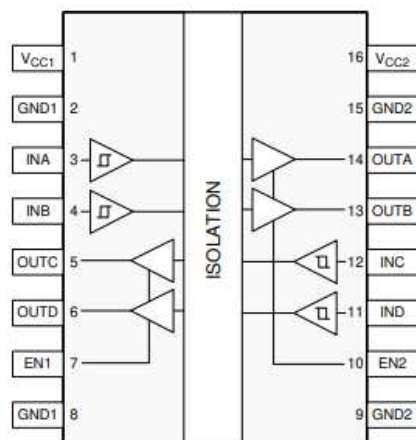 VCC1 1 16 VCC2
GND1 2 15 GND2
INA 3 14 OUTA
INB 4 13 OUTB
OUTC 5 12 INC
OUTD 6 11 IND
EN1 7 10 EN2
GND1 8 9 GND2
ISOLATION